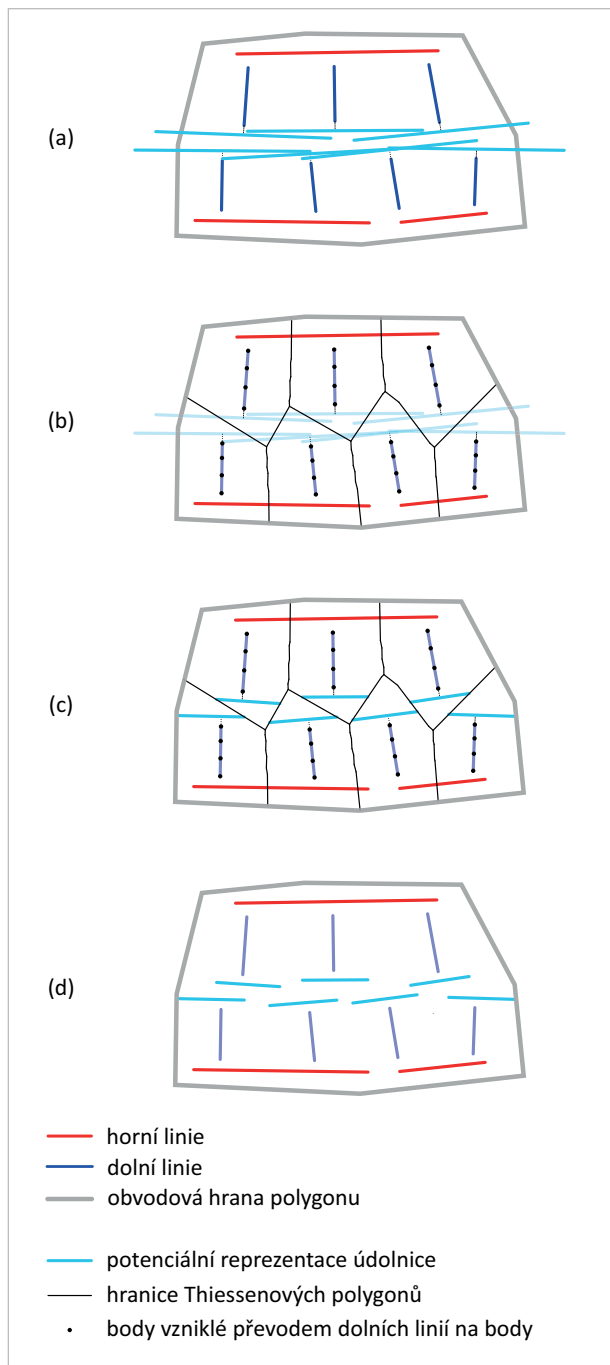 (a)
(b)
(c)
(d)
horní linie
dolní linie
obvodová hrana polygonu
potenciální reprezentace údolnice
hranice Thiessenových polygonů
body vzniklé převodem dolních linií na body